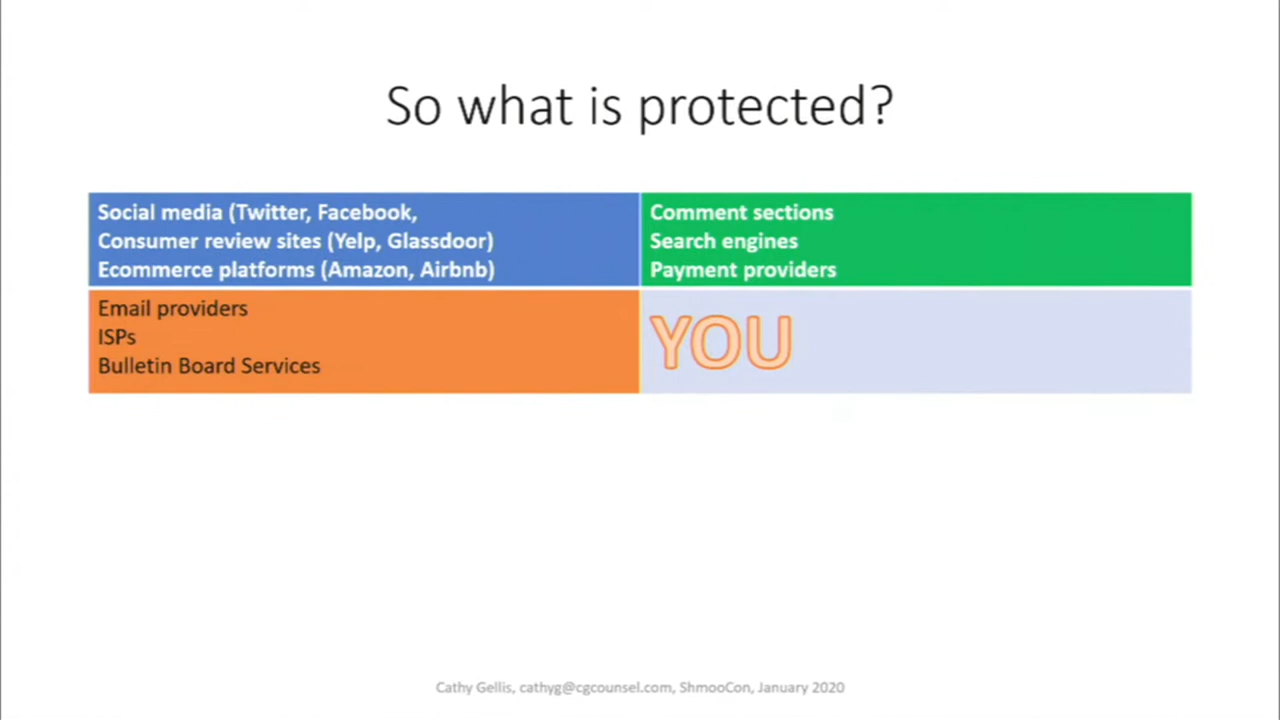 So what is protected?
Social media (Twitter, Facebook,
Consumer review sites (Yelp, Glassdoor)
Ecommerce platforms (Amazon, Airbnb)
Comment sections
Search engines
Payment providers
Email providers
ISPs
Bulletin Board Services
YOU
Cathy Gellis, cathyg@cgcounsel.com, ShmooCon, January 2020